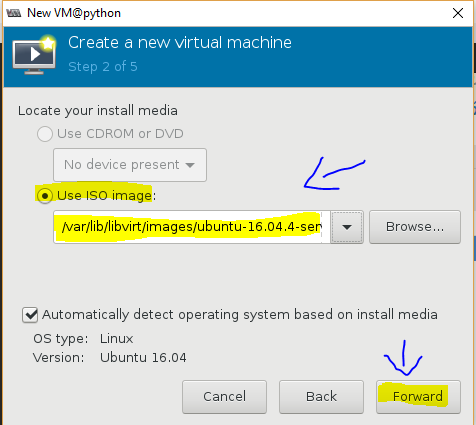 New VM@python
Create a new virtual machine
Step 2 of 5
Locate your install media
Use CDROM or DVD
No device present
Use ISO image:
/var/lib/libvirt/images/ubuntu-16.04.4-ser
Browse...
Automatically detect operating system based on install media
OS type: Linux
Version: Ubuntu 16.04
Cancel Back Forward